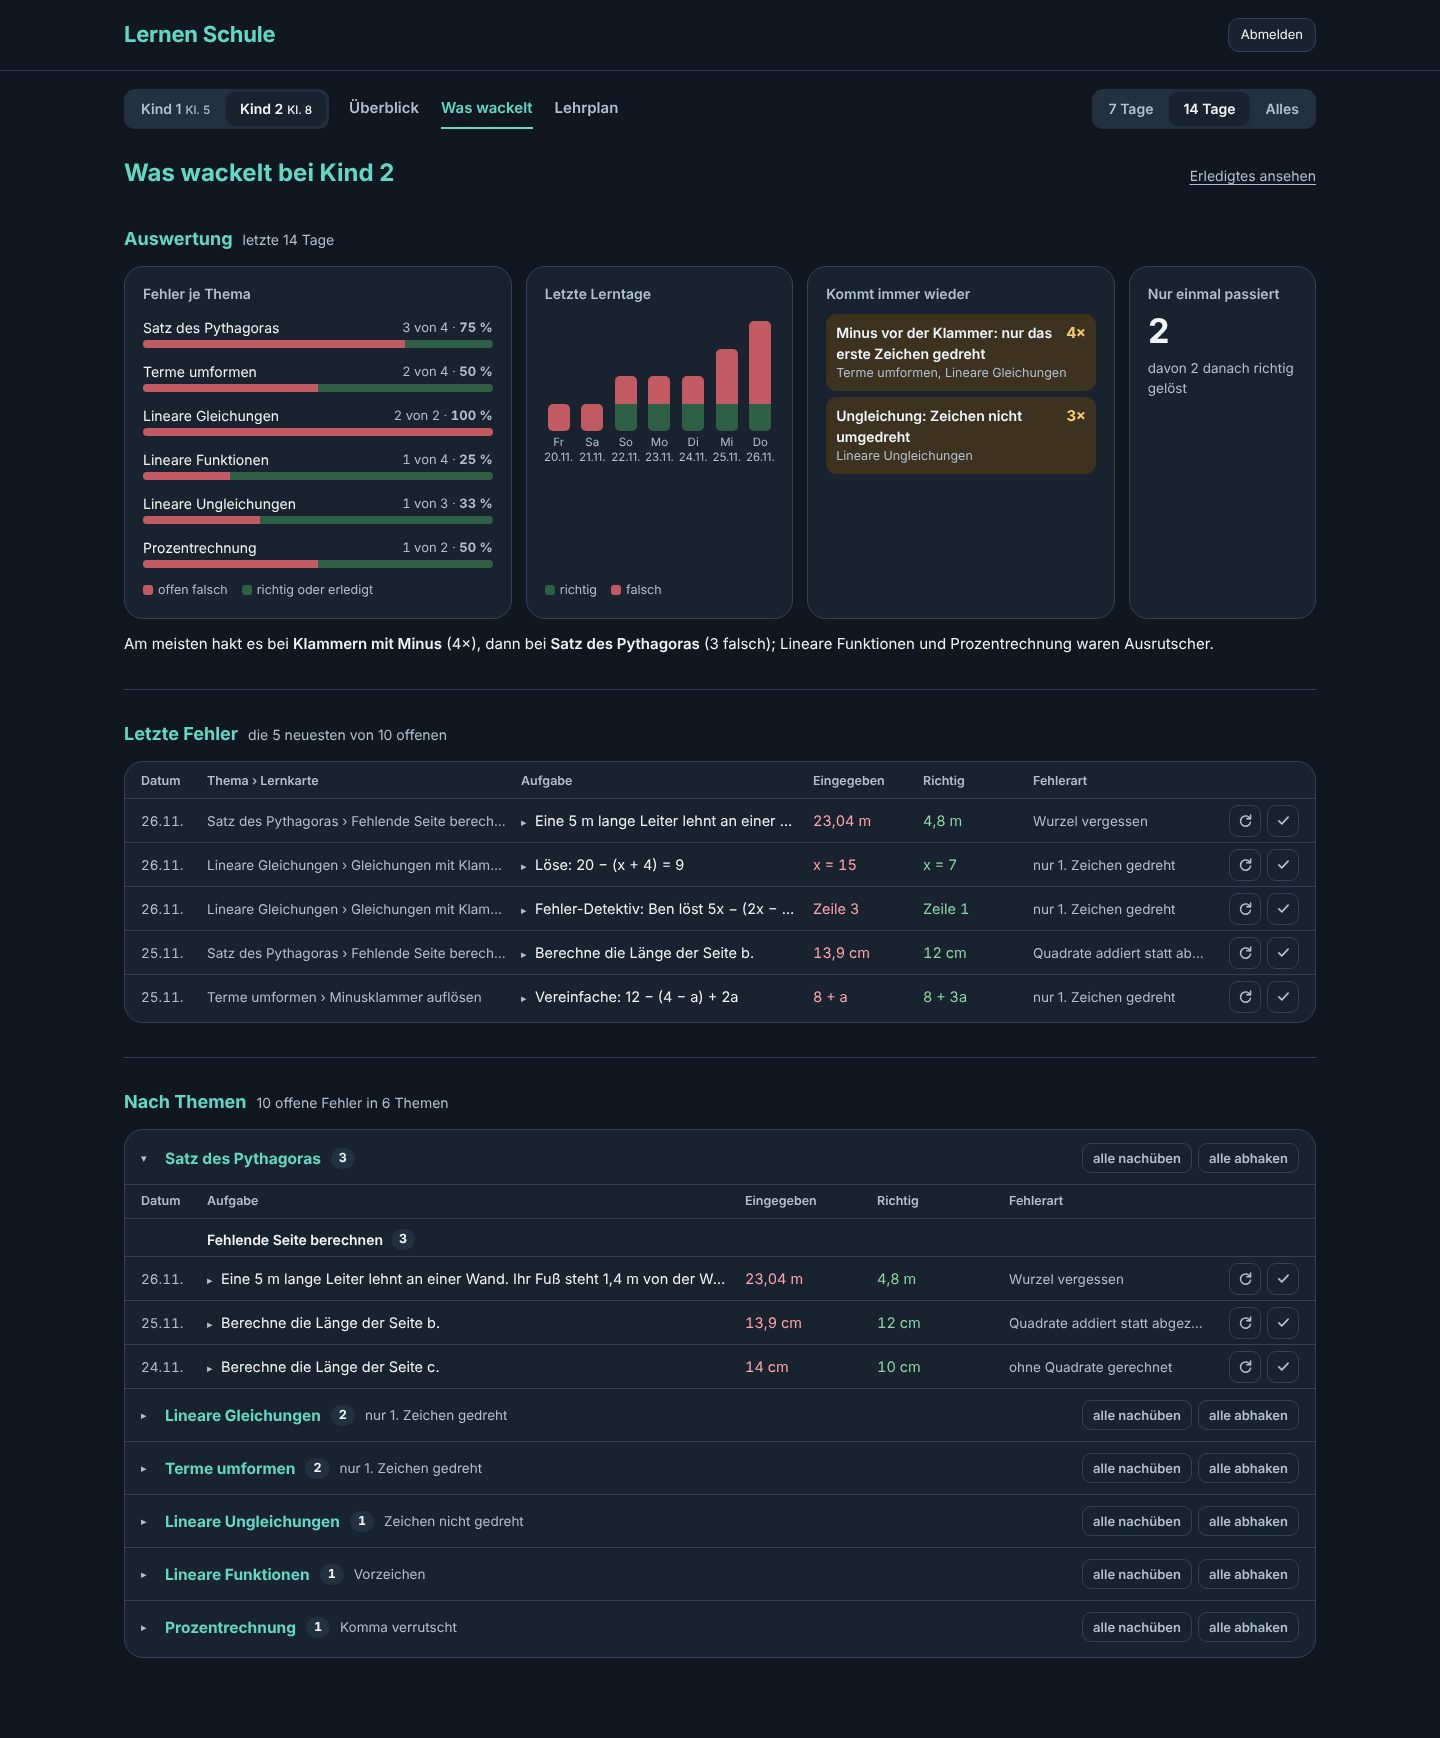 Lernen Schule
Abmelden
Kind 1 Kl. 5
Kind 2 Kl. 8
Überblick
Was wackelt
Lehrplan
7 Tage
14 Tage
Alles
Was wackelt bei Kind 2
Erledigtes ansehen
Auswertung letzte 14 Tage
Fehler je Thema
Satz des Pythagoras 3 von 4 · 75 %
Terme umformen 2 von 4 · 50 %
Lineare Gleichungen 2 von 2 · 100 %
Lineare Funktionen 1 von 4 · 25 %
Lineare Ungleichungen 1 von 3 · 33 %
Prozentrechnung 1 von 2 · 50 %
offen falsch richtig oder erledigt
Letzte Lerntage
Fr Sa So Mo Di Mi Do
20.11. 21.11. 22.11. 23.11. 24.11. 25.11. 26.11.
richtig falsch
Kommt immer wieder
Minus vor der Klammer: nur das 4×
erste Zeichen gedreht
Terme umformen, Lineare Gleichungen
Ungleichung: Zeichen nicht 3×
umgedreht
Lineare Ungleichungen
Nur einmal passiert
2
davon 2 danach richtig
gelöst
Am meisten hakt es bei Klammern mit Minus (4×), dann bei Satz des Pythagoras (3 falsch); Lineare Funktionen und Prozentrechnung waren Ausrutscher.
Letzte Fehler die 5 neuesten von 10 offenen
Datum Thema › Lernkarte Aufgabe Eingegeben Richtig Fehlerart
26.11. Satz des Pythagoras › Fehlende Seite berech... ▸ Eine 5 m lange Leiter lehnt an einer ... 23,04 m 4,8 m Wurzel vergessen
26.11. Lineare Gleichungen › Gleichungen mit Klam... ▸ Löse: 20 − (x + 4) = 9 x = 15 x = 7 nur 1. Zeichen gedreht
26.11. Lineare Gleichungen › Gleichungen mit Klam... ▸ Fehler-Detektiv: Ben löst 5x − (2x − ... Zeile 3 Zeile 1 nur 1. Zeichen gedreht
25.11. Satz des Pythagoras › Fehlende Seite berech... ▸ Berechne die Länge der Seite b. 13,9 cm 12 cm Quadrate addiert statt ab...
25.11. Terme umformen › Minusklammer auflösen ▸ Vereinfache: 12 − (4 − a) + 2a 8 + a 8 + 3a nur 1. Zeichen gedreht
Nach Themen 10 offene Fehler in 6 Themen
▾ Satz des Pythagoras 3 alle nachüben alle abhaken
Datum Aufgabe Eingegeben Richtig Fehlerart
Fehlende Seite berechnen 3
26.11. ▸ Eine 5 m lange Leiter lehnt an einer Wand. Ihr Fuß steht 1,4 m von der W... 23,04 m 4,8 m Wurzel vergessen
25.11. ▸ Berechne die Länge der Seite b. 13,9 cm 12 cm Quadrate addiert statt abgez...
24.11. ▸ Berechne die Länge der Seite c. 14 cm 10 cm ohne Quadrate gerechnet
▸ Lineare Gleichungen 2 nur 1. Zeichen gedreht alle nachüben alle abhaken
▸ Terme umformen 2 nur 1. Zeichen gedreht alle nachüben alle abhaken
▸ Lineare Ungleichungen 1 Zeichen nicht gedreht alle nachüben alle abhaken
▸ Lineare Funktionen 1 Vorzeichen alle nachüben alle abhaken
▸ Prozentrechnung 1 Komma verrutscht alle nachüben alle abhaken